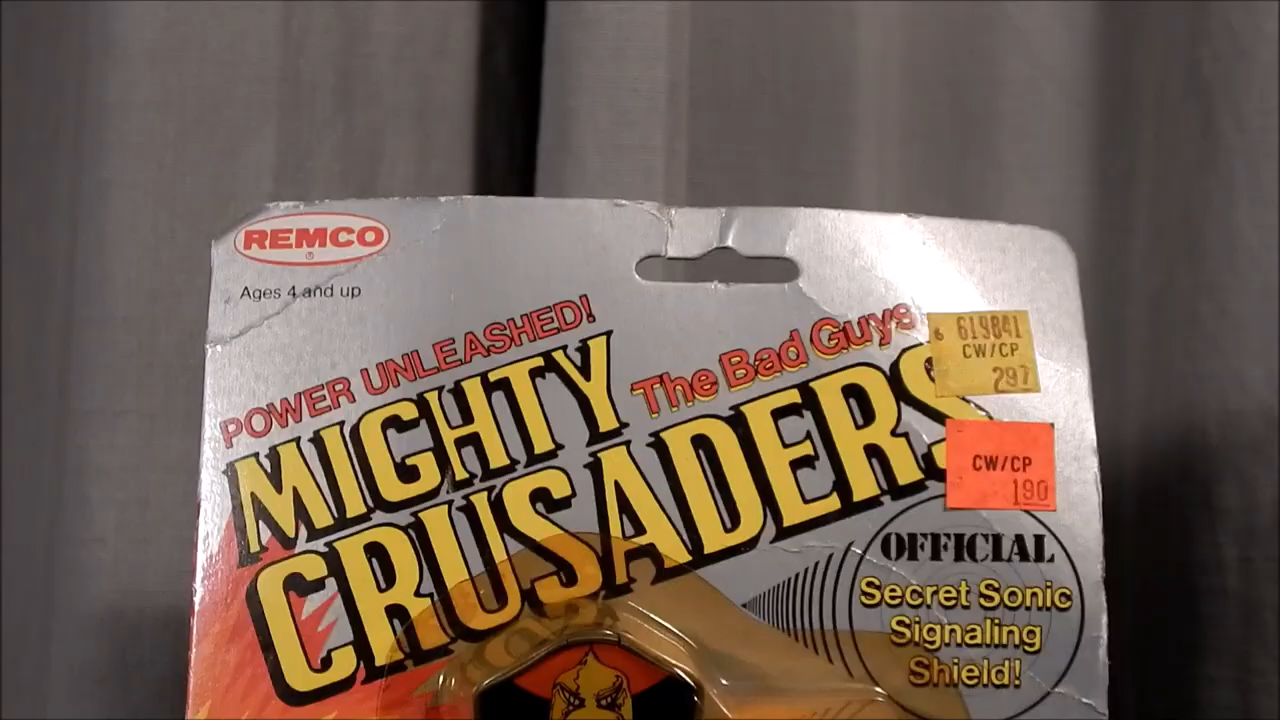 REMCO
®
Ages 4 and up
POWER UNLEASHED!
The Bad Guys
MIGHTY
CRUSADERS
6 619841
CW/CP
297
CW/CP
190
OFFICIAL
Secret Sonic
Signaling
Shield!